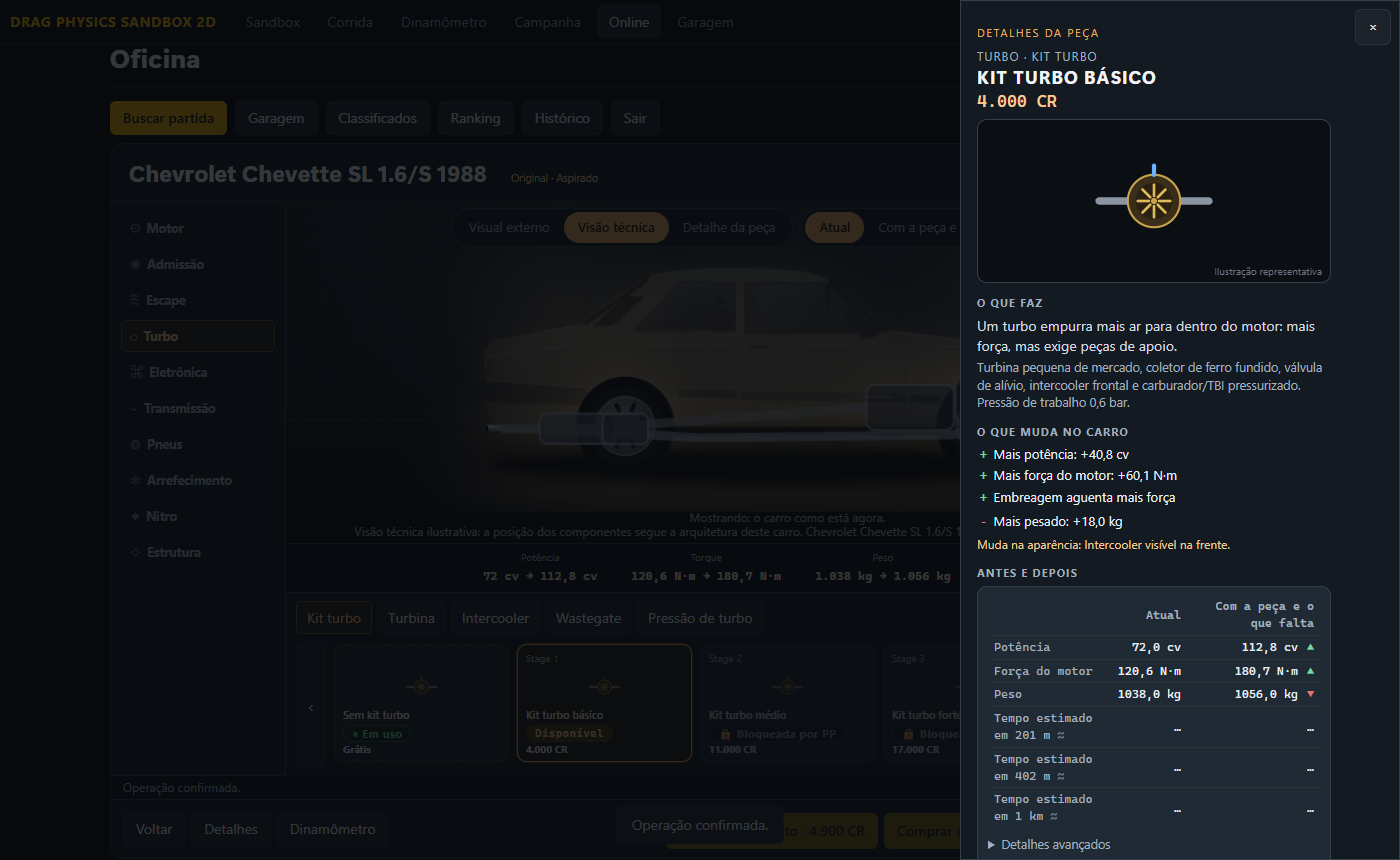 DRAG PHYSICS SANDBOX 2D
Sandbox Corrida Dinamômetro Campanha Online Garagem
Oficina
Buscar partida Garagem Classificados Ranking Histórico Sair
Chevrolet Chevette SL 1.6/S 1988 Original · Aspirado
Motor
Admissão
Escape
Turbo
Eletrônica
Transmissão
Pneus
Arrefecimento
Nitro
Estrutura
Visual externo Visão técnica Detalhe da peça Atual Com a peça e
Mostrando: o carro como está agora.
Visão técnica ilustrativa: a posição dos componentes segue a arquitetura deste carro. Chevrolet Chevette SL 1.6/S 1
Potência Torque Peso
72 cv → 112,8 cv 120,6 N·m → 180,7 N·m 1.038 kg → 1.056 kg
Kit turbo Turbina Intercooler Wastegate Pressão de turbo
‹
Sem kit turbo
• Em uso
Grátis
Stage 1
Kit turbo básico
Disponível
4.000 CR
Stage 2
Kit turbo médio
Bloqueada por PP
11.000 CR
Stage 3
Kit turbo forte
Bloque
17.000 CR
Operação confirmada.
Voltar Detalhes Dinamômetro
Operação confirmada.
to · 4.900 CR
Comprar e
×
DETALHES DA PEÇA
TURBO · KIT TURBO
KIT TURBO BÁSICO
4.000 CR
Ilustração representativa
O QUE FAZ
Um turbo empurra mais ar para dentro do motor: mais
força, mas exige peças de apoio.
Turbina pequena de mercado, coletor de ferro fundido, válvula
de alívio, intercooler frontal e carburador/TBI pressurizado.
Pressão de trabalho 0,6 bar.
O QUE MUDA NO CARRO
+ Mais potência: +40,8 cv
+ Mais força do motor: +60,1 N·m
+ Embreagem aguenta mais força
- Mais pesado: +18,0 kg
Muda na aparência: Intercooler visível na frente.
ANTES E DEPOIS
Atual Com a peça e o
que falta
Potência 72,0 cv 112,8 cv ▲
Força do motor 120,6 N·m 180,7 N·m ▲
Peso 1038,0 kg 1056,0 kg ▼
Tempo estimado
em 201 m ≈ – –
Tempo estimado
em 402 m ≈ – –
Tempo estimado
em 1 km ≈ – –
▶ Detalhes avançados